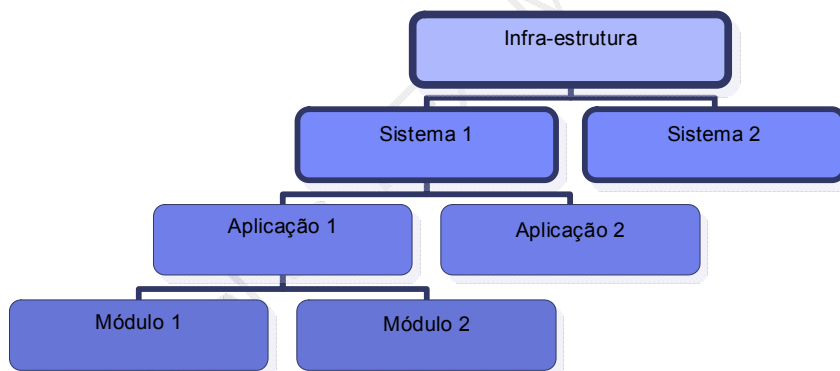 Infra-estrutura
Sistema 1
Sistema 2
Aplicação 1
Aplicação 2
Módulo 1
Módulo 2